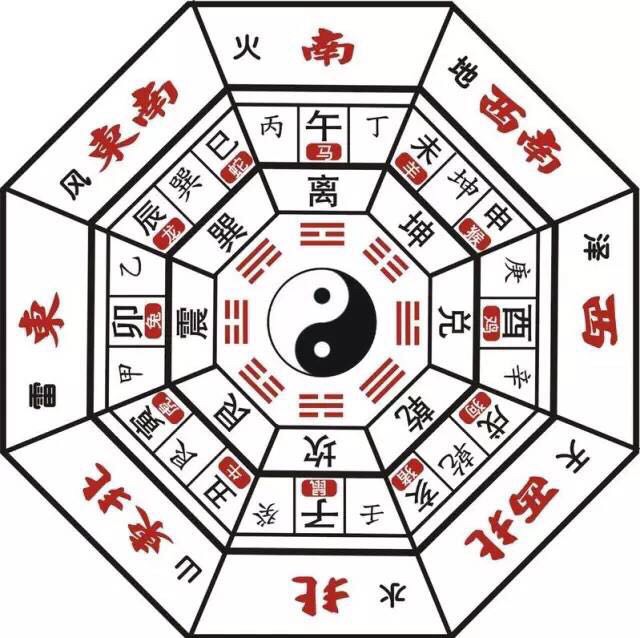 火 南
地 西南
泽 西
天 西北
水 北
山 東北
雷 東
风 東南
丙 午 马 丁
未 羊 坤 申 猴
庚 酉 鸡 辛
戌 狗 乾 亥 猪
壬 子 鼠 癸
丑 牛 艮 寅 虎
甲 卯 兔 乙
辰 龙 巽 巳 蛇
离
坤
兑
乾
坎
艮
震
巽